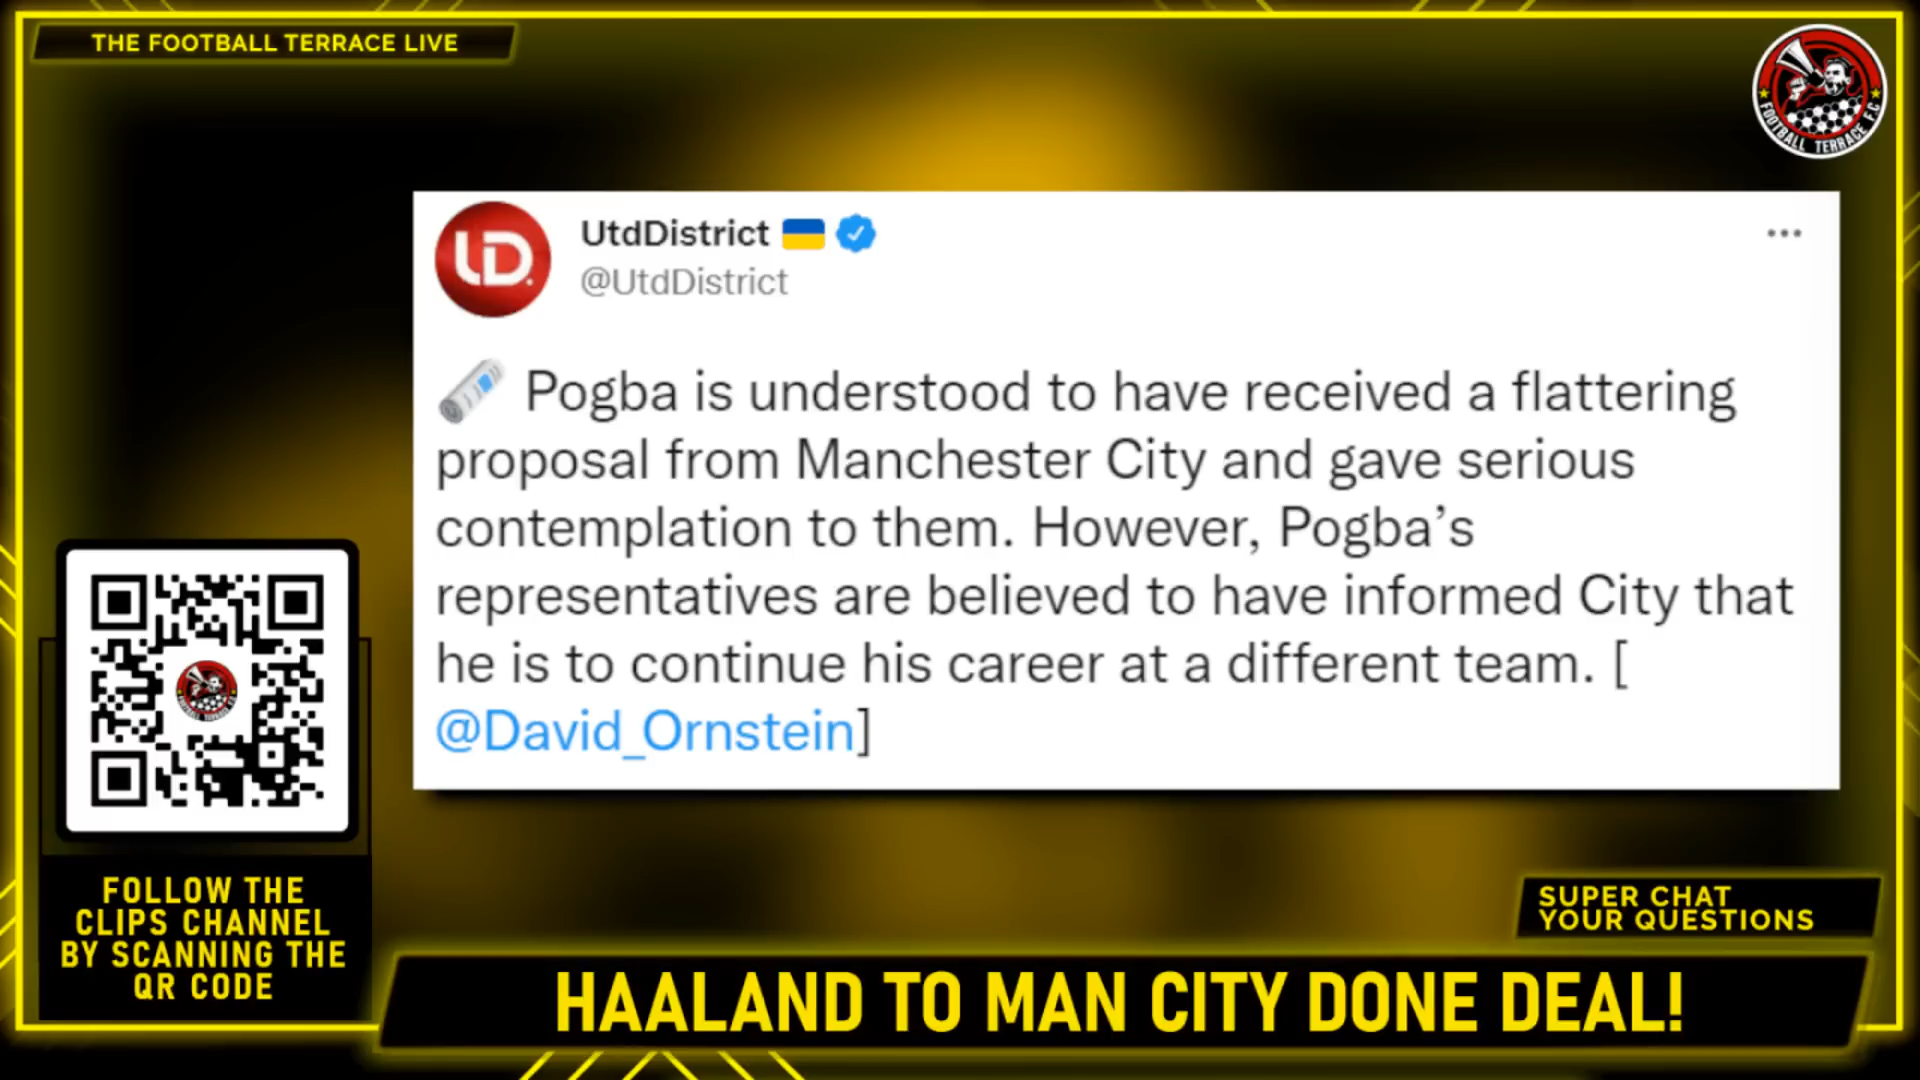 THE FOOTBALL TERRACE LIVE
FOOTBALL TERRACE F.C
UD.
UtdDistrict
@UtdDistrict
Pogba is understood to have received a flattering
proposal from Manchester City and gave serious
contemplation to them. However, Pogba’s
representatives are believed to have informed City that
he is to continue his career at a different team. [
@David_Ornstein]
FOLLOW THE
CLIPS CHANNEL
BY SCANNING THE
QR CODE
SUPER CHAT
YOUR QUESTIONS
HAALAND TO MAN CITY DONE DEAL!